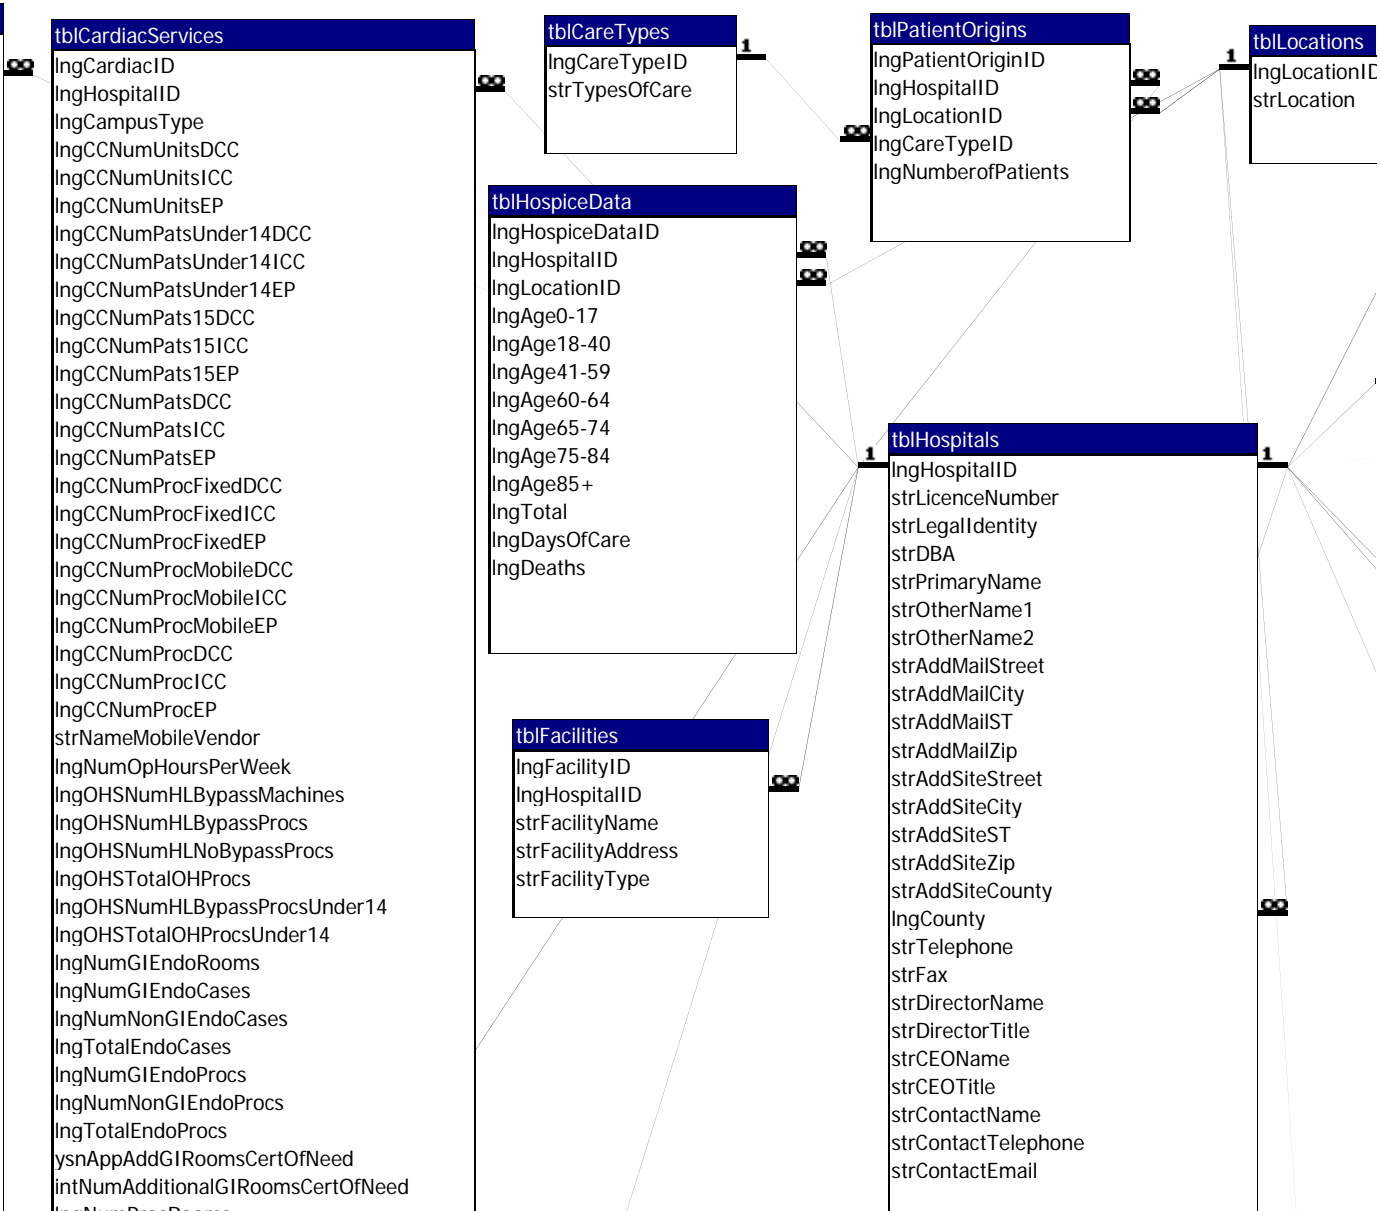 tblCardiacServices
lngCardiacID
lngHospitalID
lngCampusType
lngCCNumUnitsDCC
lngCCNumUnitsICC
lngCCNumUnitsEP
lngCCNumPatsUnder14DCC
lngCCNumPatsUnder14ICC
lngCCNumPatsUnder14EP
lngCCNumPats15DCC
lngCCNumPats15ICC
lngCCNumPats15EP
lngCCNumPatsDCC
lngCCNumPatsICC
lngCCNumPatsEP
lngCCNumProcFixedDCC
lngCCNumProcFixedICC
lngCCNumProcFixedEP
lngCCNumProcMobileDCC
lngCCNumProcMobileICC
lngCCNumProcMobileEP
lngCCNumProcDCC
lngCCNumProcICC
lngCCNumProcEP
strNameMobileVendor
lngNumOpHoursPerWeek
lngOHSNumHLBypassMachines
lngOHSNumHLBypassProcs
lngOHSNumHLNoBypassProcs
lngOHSTotalOHProcs
lngOHSNumHLBypassProcsUnder14
lngOHSTotalOHProcsUnder14
lngNumGIEndoRooms
lngNumGIEndoCases
lngNumNonGIEndoCases
lngTotalEndoCases
lngNumGIEndoProcs
lngNumNonGIEndoProcs
lngTotalEndoProcs
ysnAppAddGIRoomsCertOfNeed
intNumAdditionalGIRoomsCertOfNeed
tblCareTypes
lngCareTypeID
strTypesOfCare
1
∞
∞
tblHospiceData
lngHospiceDataID
lngHospitalID
lngLocationID
lngAge0-17
lngAge18-40
lngAge41-59
lngAge60-64
lngAge65-74
lngAge75-84
lngAge85+
lngTotal
lngDaysOfCare
lngDeaths
∞
∞
tblFacilities
lngFacilityID
lngHospitalID
strFacilityName
strFacilityAddress
strFacilityType
∞
tblPatientOrigins
lngPatientOriginID
lngHospitalID
lngLocationID
lngCareTypeID
lngNumberofPatients
∞
∞
∞
tblLocations
lngLocationID
strLocation
1
tblHospitals
lngHospitalID
strLicenceNumber
strLegalIdentity
strDBA
strPrimaryName
strOtherName1
strOtherName2
strAddMailStreet
strAddMailCity
strAddMailST
strAddMailZip
strAddSiteStreet
strAddSiteCity
strAddSiteST
strAddSiteZip
strAddSiteCounty
lngCounty
strTelephone
strFax
strDirectorName
strDirectorTitle
strCEOName
strCEOTitle
strContactName
strContactTelephone
strContactEmail
1
1
∞